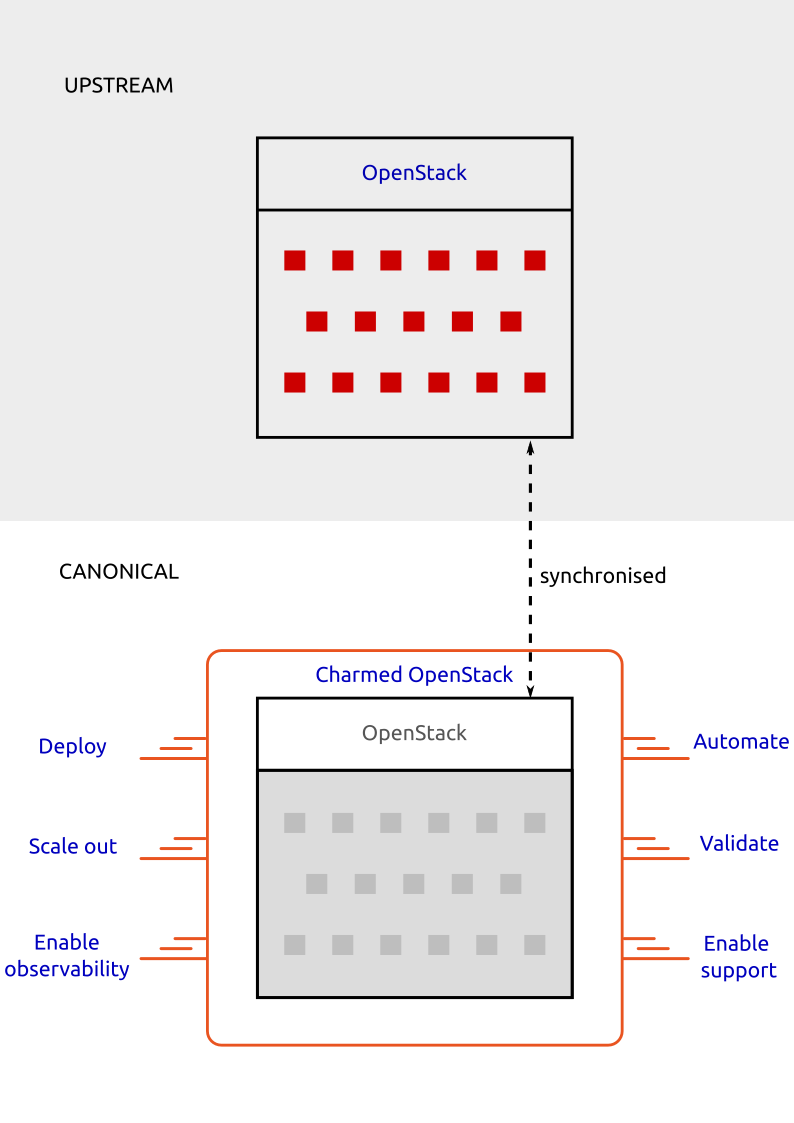 UPSTREAM
OpenStack
CANONICAL
synchronised
Charmed OpenStack
OpenStack
Deploy
Automate
Scale out
Validate
Enable
observability
Enable
support